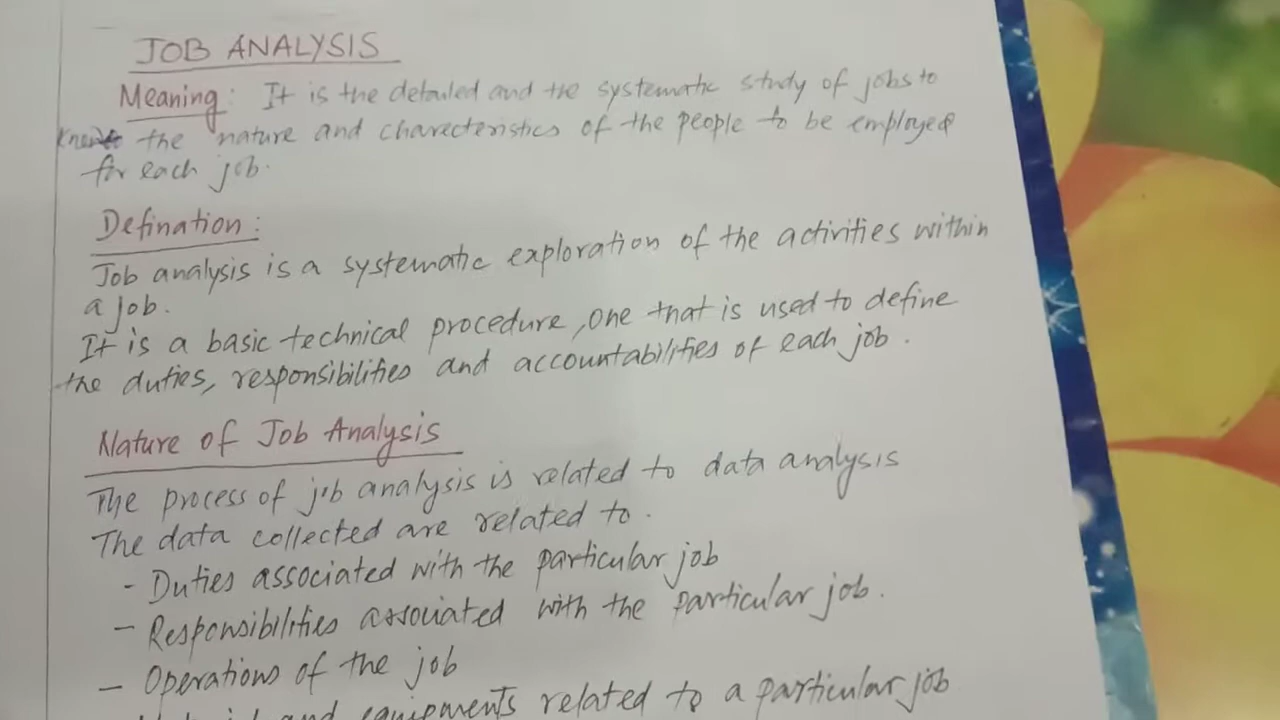 JOB ANALYSIS
Meaning: It is the detailed and the systematic study of jobs to
the nature and charecteristics of the people to be employed
for each job.
Defination:
Job analysis is a systematic exploration of the activities within
a job.
It is a basic technical procedure, one that is used to define
the duties, responsibilities and accountabilities of each job.
Nature of Job Analysis
The process of job analysis is related to data analysis
The data collected are related to.
- Duties associated with the particular job
- Responsibilities associated with the particular job.
- Operations of the job
and equipments related to a particular job